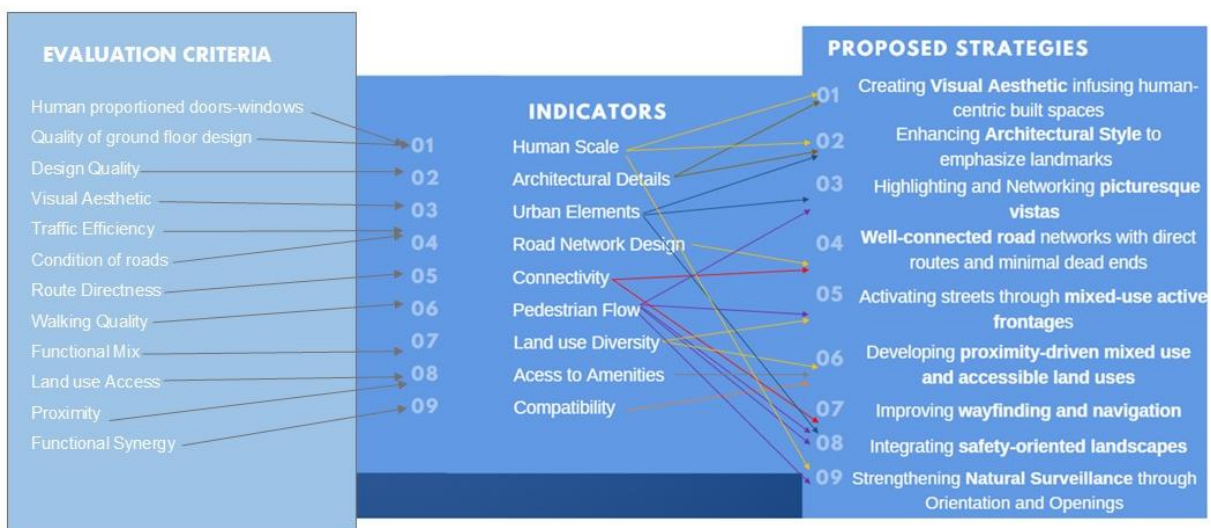 EVALUATION CRITERIA
Human proportioned doors-windows
Quality of ground floor design
Design Quality
Visual Aesthetic
Traffic Efficiency
Condition of roads
Route Directness
Walking Quality
Functional Mix
Land use Access
Proximity
Functional Synergy
INDICATORS
01 Human Scale
02 Architectural Details
03 Urban Elements
04 Road Network Design
05 Connectivity
06 Pedestrian Flow
07 Land use Diversity
08 Acess to Amenities
09 Compatibility
PROPOSED STRATEGIES
01 Creating Visual Aesthetic infusing human-
centric built spaces
02 Enhancing Architectural Style to
emphasize landmarks
03 Highlighting and Networking picturesque
vistas
04 Well-connected road networks with direct
routes and minimal dead ends
05 Activating streets through mixed-use active
frontages
06 Developing proximity-driven mixed use
and accessible land uses
07 Improving wayfinding and navigation
08 Integrating safety-oriented landscapes
09 Strengthening Natural Surveillance through
Orientation and Openings